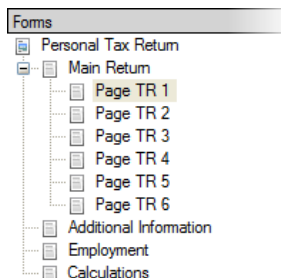 Forms
Personal Tax Return
Main Return
Page TR 1
Page TR 2
Page TR 3
Page TR 4
Page TR 5
Page TR 6
Additional Information
Employment
Calculations